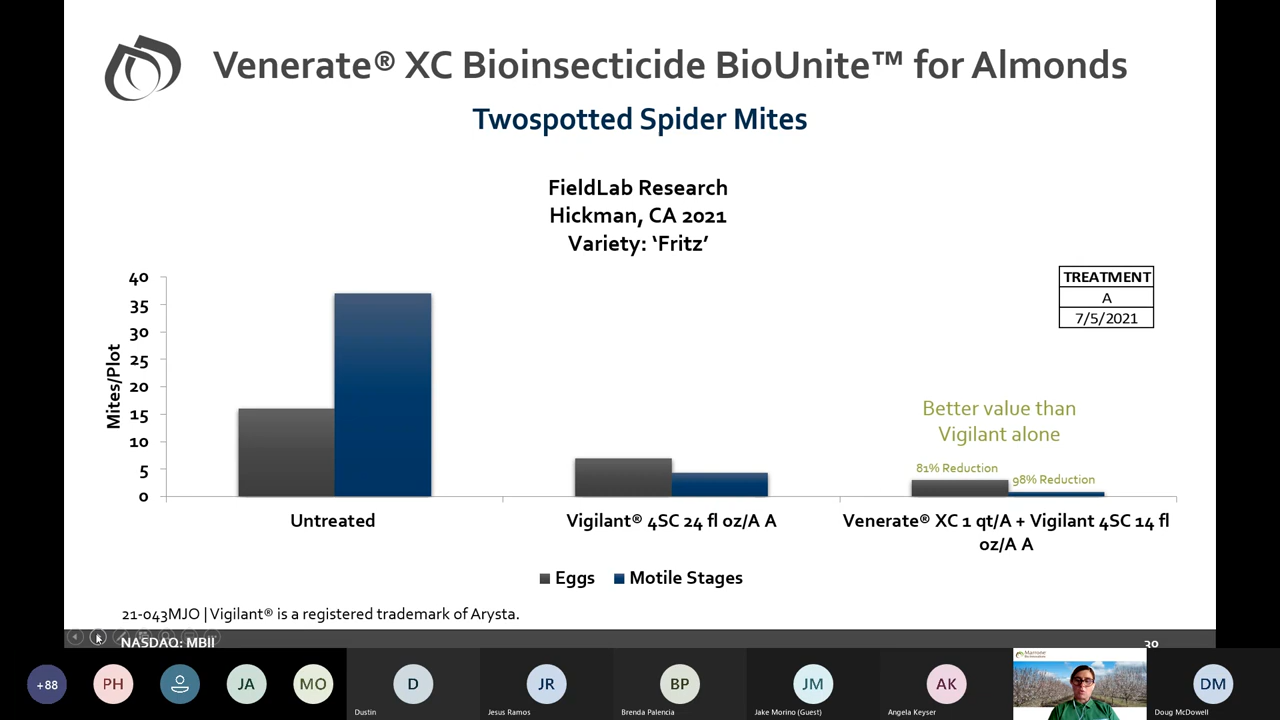 Venerate® XC Bioinsecticide BioUnite™ for Almonds
Twospotted Spider Mites
FieldLab Research
Hickman, CA 2021
Variety: ‘Fritz’
TREATMENT
A
7/5/2021
40
35
30
25
20
15
10
5
0
Mites/Plot
Better value than
Vigilant alone
81% Reduction
98% Reduction
Untreated
Vigilant® 4SC 24 fl oz/A A
Venerate® XC 1 qt/A + Vigilant 4SC 14 fl
oz/A A
Eggs
Motile Stages
21-043MJO | Vigilant® is a registered trademark of Arysta.
NASDAQ: MBII
30
+88
PH
JA
MO
D
Dustin
JR
Jesus Ramos
BP
Brenda Palencia
JM
Jake Morino (Guest)
AK
Angela Keyser
Marrone
DM
Doug McDowell